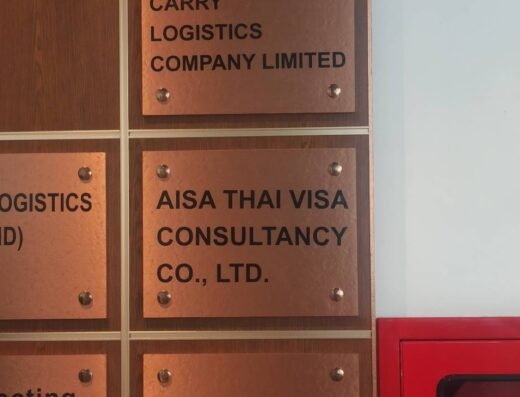 CARRY
LOGISTICS
COMPANY LIMITED
OGISTICS
ND)
AISA THAI VISA
CONSULTANCY
CO., LTD.